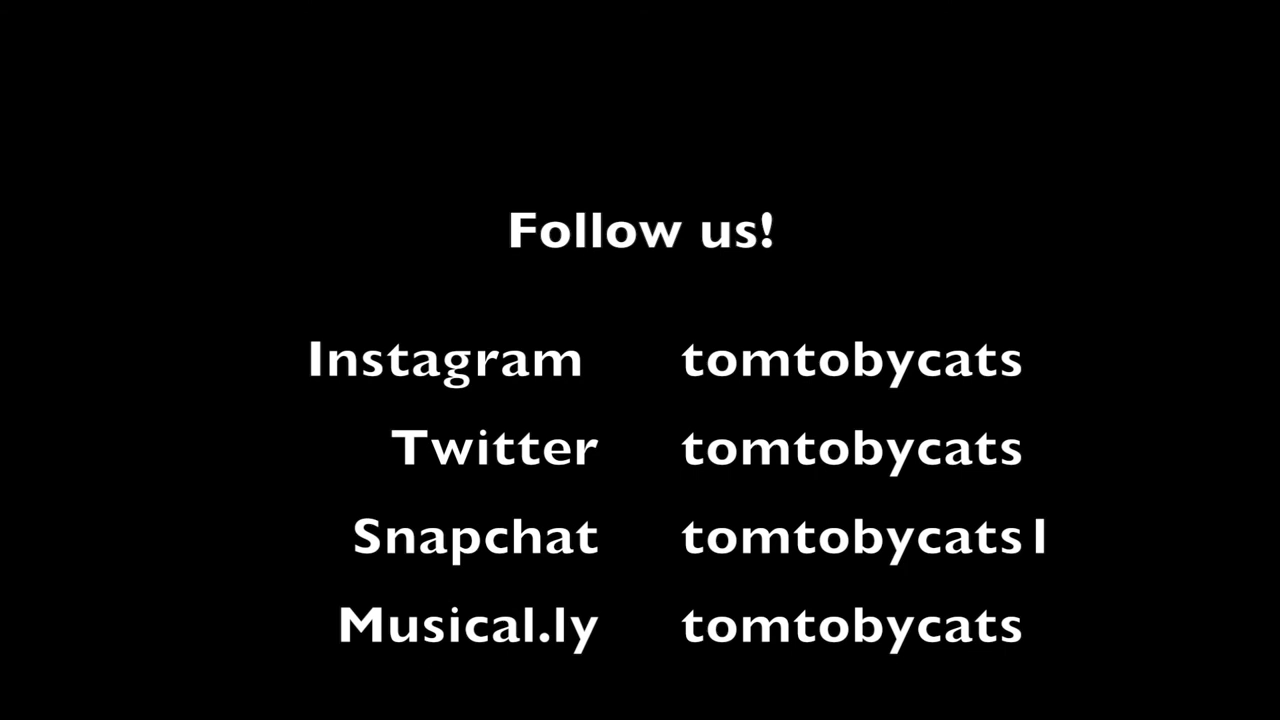 Follow us!
Instagram tomtobycats
Twitter tomtobycats
Snapchat tomtobycats1
Musical.ly tomtobycats